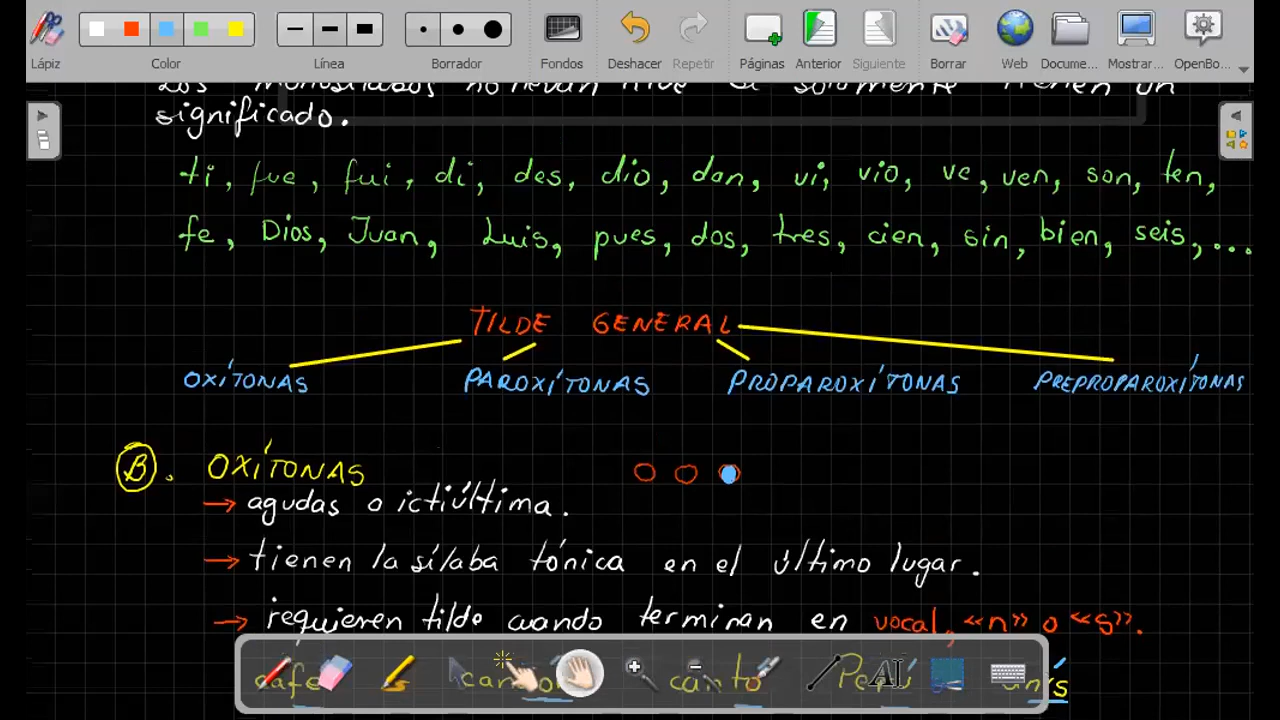 Lápiz Color Línea Borrador Fondos Deshacer Repetir Páginas Anterior Siguiente Borrar Web Docume... Mostrar... OpenBo...
significado.
ti, fue, fui, di, des, dio, dan, vi, vio, ve, ven, son, ten,
fe, Dios, Juan, Luis, pues, dos, tres, cien, sin, bien, seis, ...
TILDE GENERAL
OXÍTONAS PAROXÍTONAS PROPAROXÍTONAS PREPROPAROXÍTONAS
B. OXÍTONAS
→ agudas o ictiúltima.
→ tienen la sílaba tónica en el último lugar.
→ requieren tilde cuando terminan en vocal, «n» o «s».
Perú